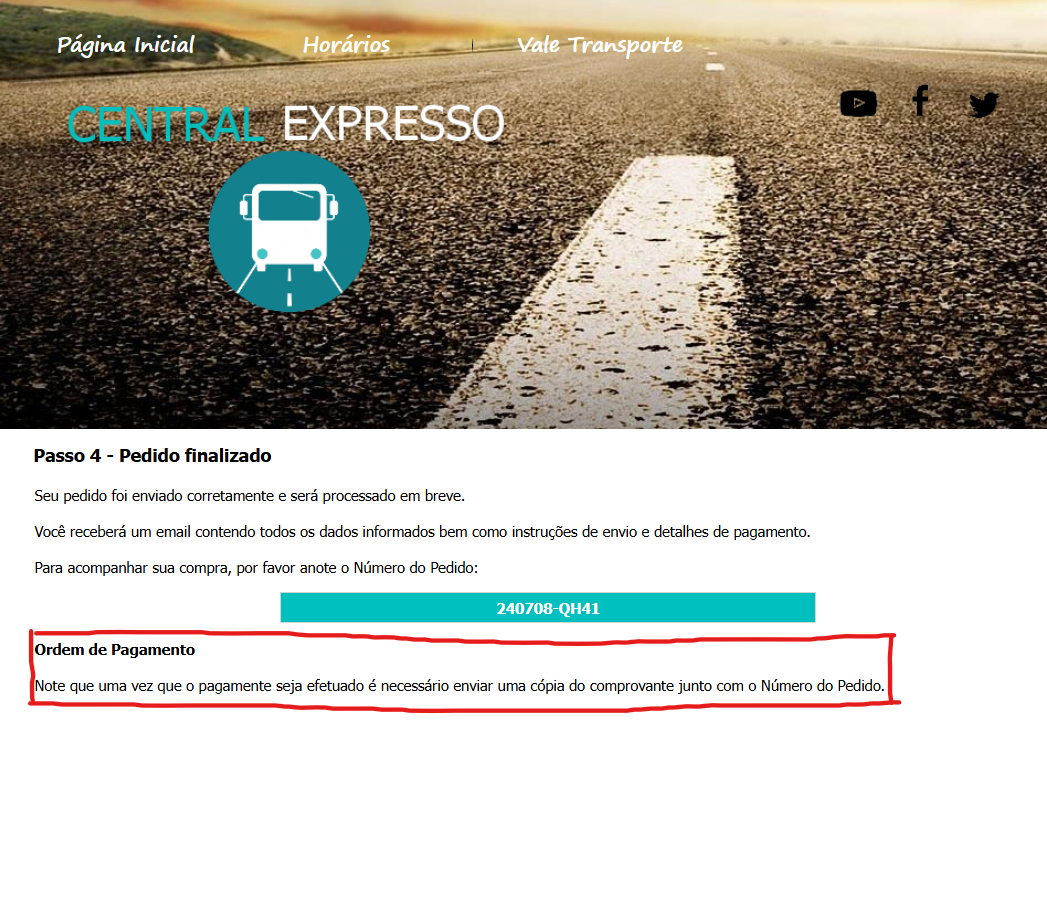 Página Inicial
Horários
Vale Transporte
CENTRAL EXPRESSO
Passo 4 - Pedido finalizado
Seu pedido foi enviado corretamente e será processado em breve.
Você receberá um email contendo todos os dados informados bem como instruções de envio e detalhes de pagamento.
Para acompanhar sua compra, por favor anote o Número do Pedido:
240708-QH41
Ordem de Pagamento
Note que uma vez que o pagamente seja efetuado é necessário enviar uma cópia do comprovante junto com o Número do Pedido.